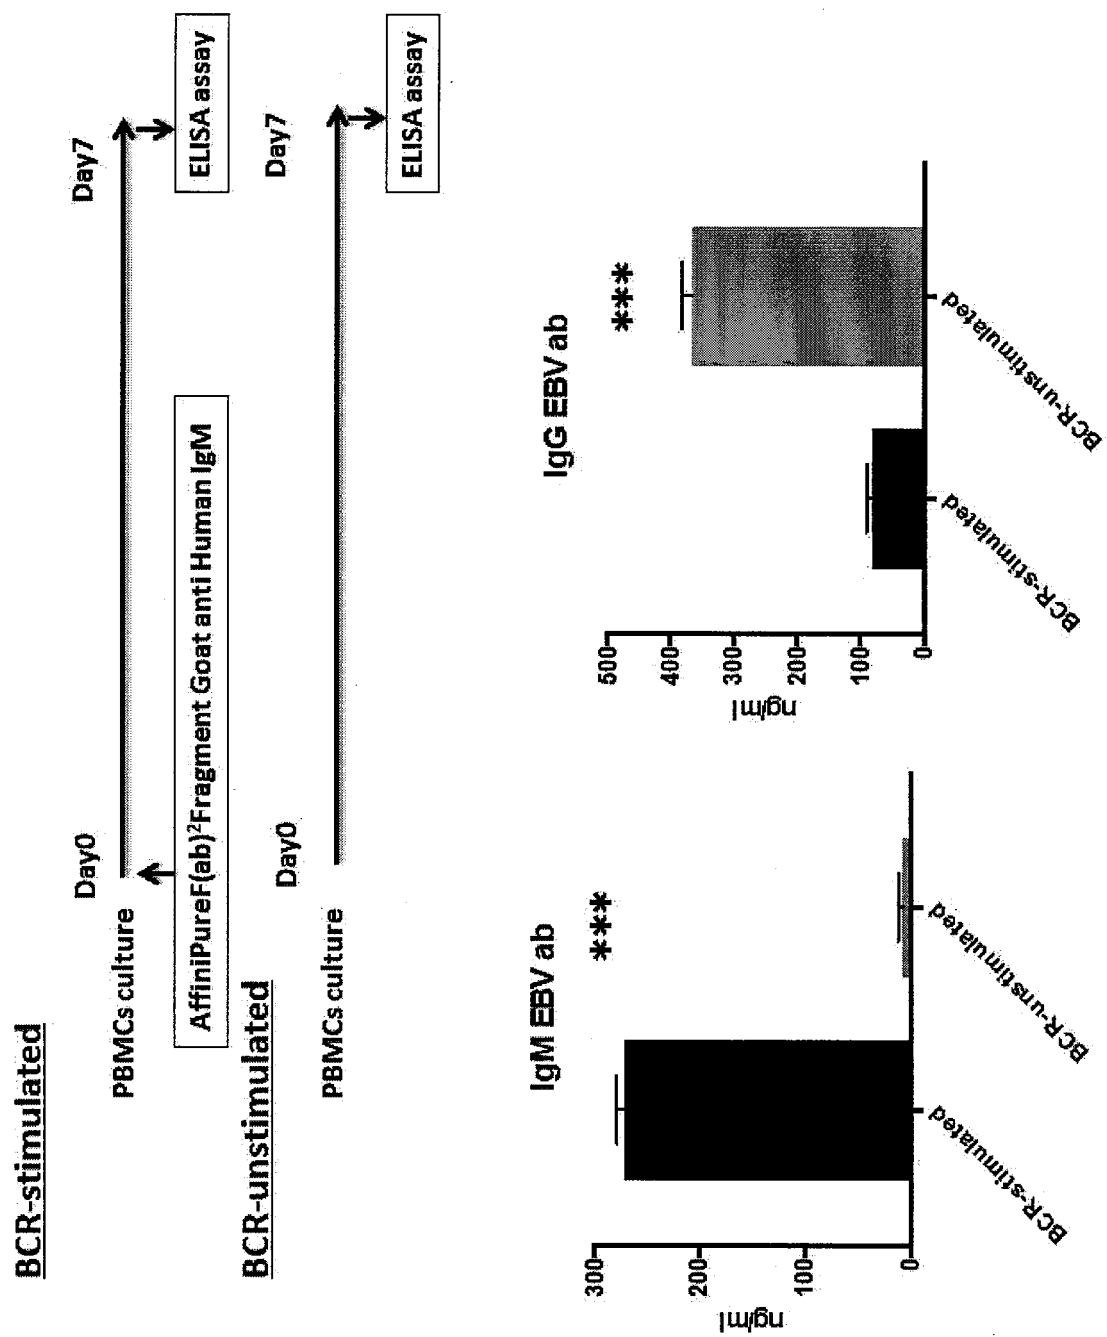 BCR-stimulated
Day0
Day7
PBMCs culture
AffiniPureF(ab)²Fragment Goat anti Human IgM
ELISA assay
BCR-unstimulated
Day0
Day7
PBMCs culture
ELISA assay
IgM EBV ab
***
ng/ml
300
200
100
0
BCR-stimulated
BCR-unstimulated
IgG EBV ab
***
ng/ml
500
400
300
200
100
0
BCR-stimulated
BCR-unstimulated